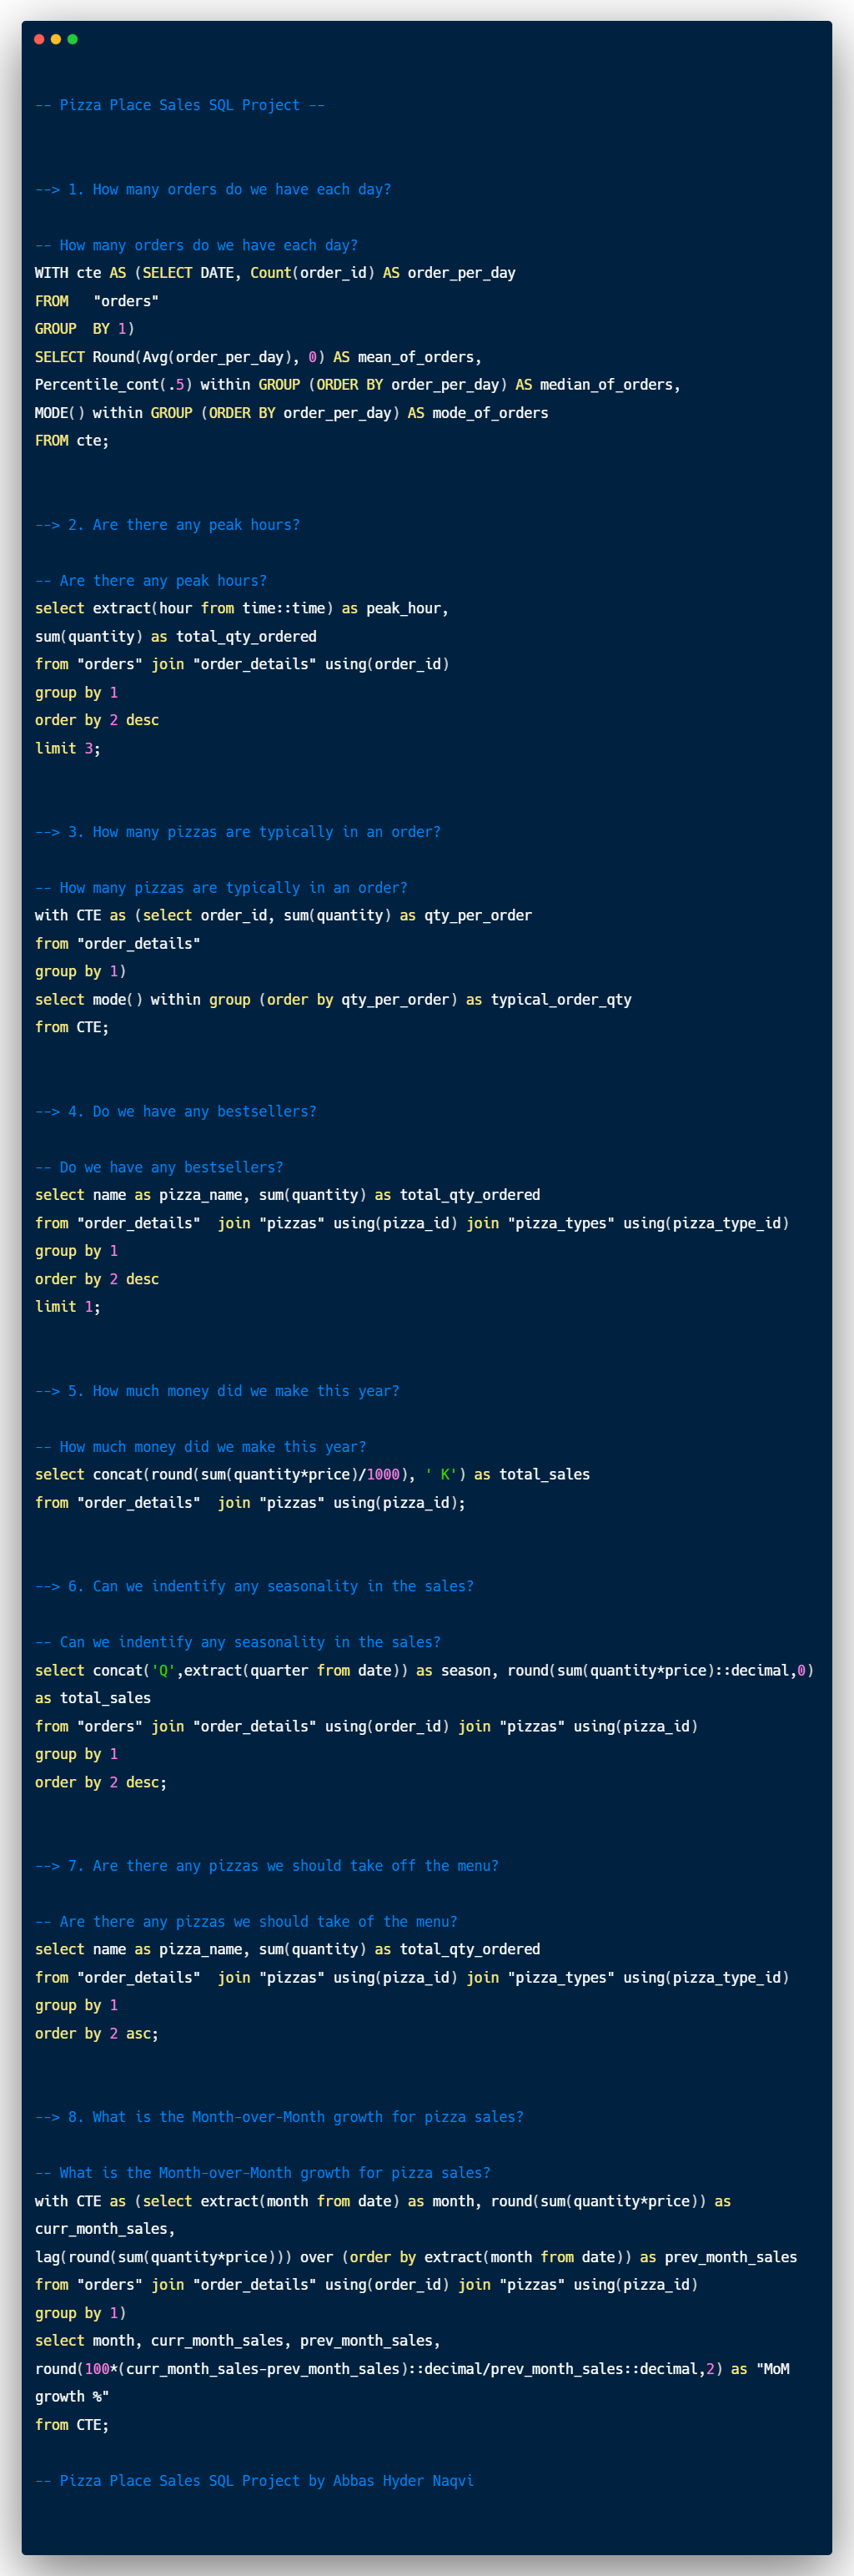 -- Pizza Place Sales SQL Project --
--> 1. How many orders do we have each day?
-- How many orders do we have each day?
WITH cte AS (SELECT DATE, Count(order_id) AS order_per_day
FROM   "orders"
GROUP  BY 1)
SELECT Round(Avg(order_per_day), 0) AS mean_of_orders,
Percentile_cont(.5) within GROUP (ORDER BY order_per_day) AS median_of_orders,
MODE() within GROUP (ORDER BY order_per_day) AS mode_of_orders
FROM cte;
--> 2. Are there any peak hours?
-- Are there any peak hours?
select extract(hour from time::time) as peak_hour,
sum(quantity) as total_qty_ordered
from "orders" join "order_details" using(order_id)
group by 1
order by 2 desc
limit 3;
--> 3. How many pizzas are typically in an order?
-- How many pizzas are typically in an order?
with CTE as (select order_id, sum(quantity) as qty_per_order
from "order_details"
group by 1)
select mode() within group (order by qty_per_order) as typical_order_qty
from CTE;
--> 4. Do we have any bestsellers?
-- Do we have any bestsellers?
select name as pizza_name, sum(quantity) as total_qty_ordered
from "order_details"  join "pizzas" using(pizza_id) join "pizza_types" using(pizza_type_id)
group by 1
order by 2 desc
limit 1;
--> 5. How much money did we make this year?
-- How much money did we make this year?
select concat(round(sum(quantity*price)/1000), ' K') as total_sales
from "order_details"  join "pizzas" using(pizza_id);
--> 6. Can we indentify any seasonality in the sales?
-- Can we indentify any seasonality in the sales?
select concat('Q',extract(quarter from date)) as season, round(sum(quantity*price)::decimal,0)
as total_sales
from "orders" join "order_details" using(order_id) join "pizzas" using(pizza_id)
group by 1
order by 2 desc;
--> 7. Are there any pizzas we should take off the menu?
-- Are there any pizzas we should take of the menu?
select name as pizza_name, sum(quantity) as total_qty_ordered
from "order_details"  join "pizzas" using(pizza_id) join "pizza_types" using(pizza_type_id)
group by 1
order by 2 asc;
--> 8. What is the Month-over-Month growth for pizza sales?
-- What is the Month-over-Month growth for pizza sales?
with CTE as (select extract(month from date) as month, round(sum(quantity*price)) as
curr_month_sales,
lag(round(sum(quantity*price))) over (order by extract(month from date)) as prev_month_sales
from "orders" join "order_details" using(order_id) join "pizzas" using(pizza_id)
group by 1)
select month, curr_month_sales, prev_month_sales,
round(100*(curr_month_sales-prev_month_sales)::decimal/prev_month_sales::decimal,2) as "MoM
growth %"
from CTE;
-- Pizza Place Sales SQL Project by Abbas Hyder Naqvi